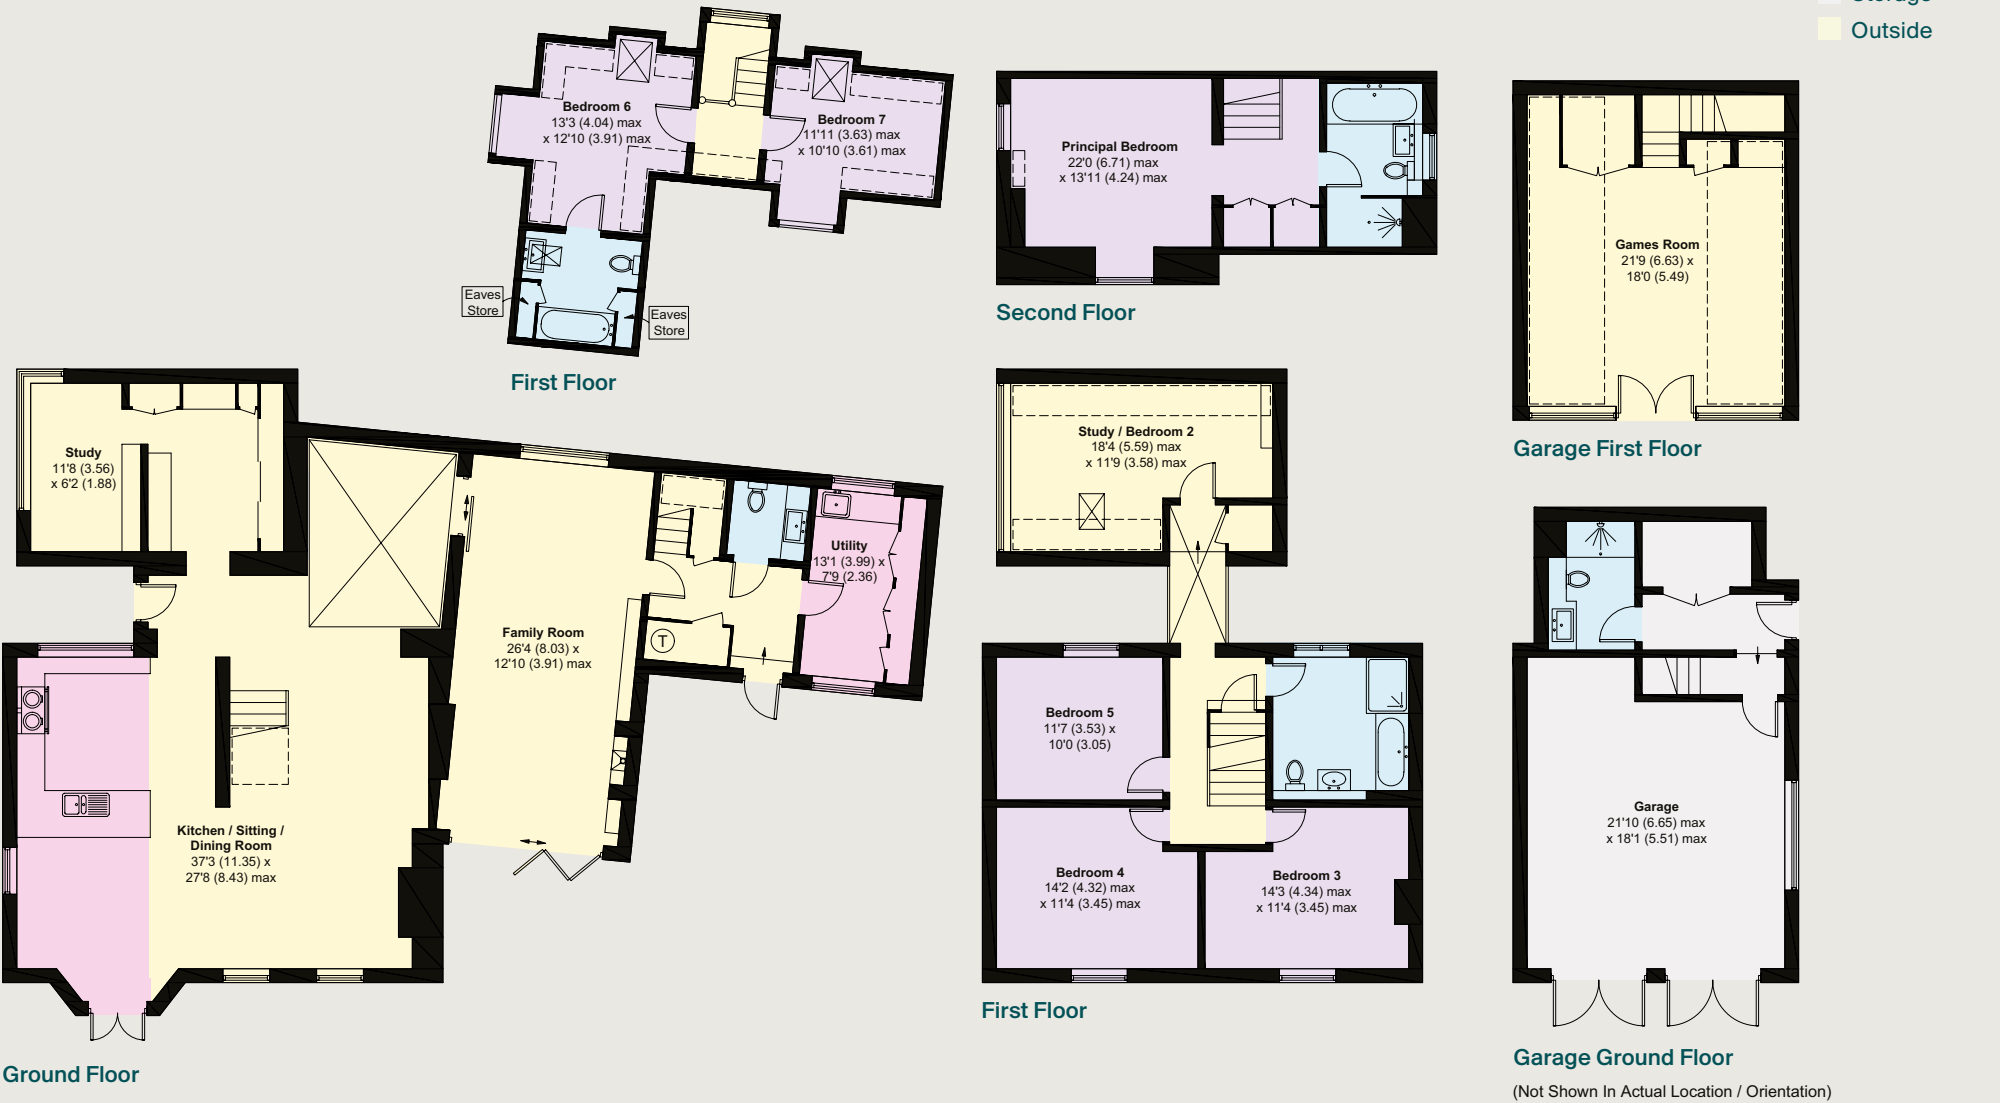 Storage
Outside
Bedroom 6
13'3 (4.04) max
x 12'10 (3.91) max
Bedroom 7
11'11 (3.63) max
x 10'10 (3.61) max
Eaves
Store
Eaves
Store
First Floor
Principal Bedroom
22'0 (6.71) max
x 13'11 (4.24) max
Second Floor
Games Room
21'9 (6.63) x
18'0 (5.49)
Garage First Floor
Study
11'8 (3.56)
x 6'2 (1.88)
Family Room
26'4 (8.03) x
12'10 (3.91) max
T
Utility
13'1 (3.99) x
7'9 (2.36)
Kitchen / Sitting /
Dining Room
37'3 (11.35) x
27'8 (8.43) max
Ground Floor
Study / Bedroom 2
18'4 (5.59) max
x 11'9 (3.58) max
Bedroom 5
11'7 (3.53) x
10'0 (3.05)
Bedroom 4
14'2 (4.32) max
x 11'4 (3.45) max
Bedroom 3
14'3 (4.34) max
x 11'4 (3.45) max
First Floor
Garage
21'10 (6.65) max
x 18'1 (5.51) max
Garage Ground Floor
(Not Shown In Actual Location / Orientation)